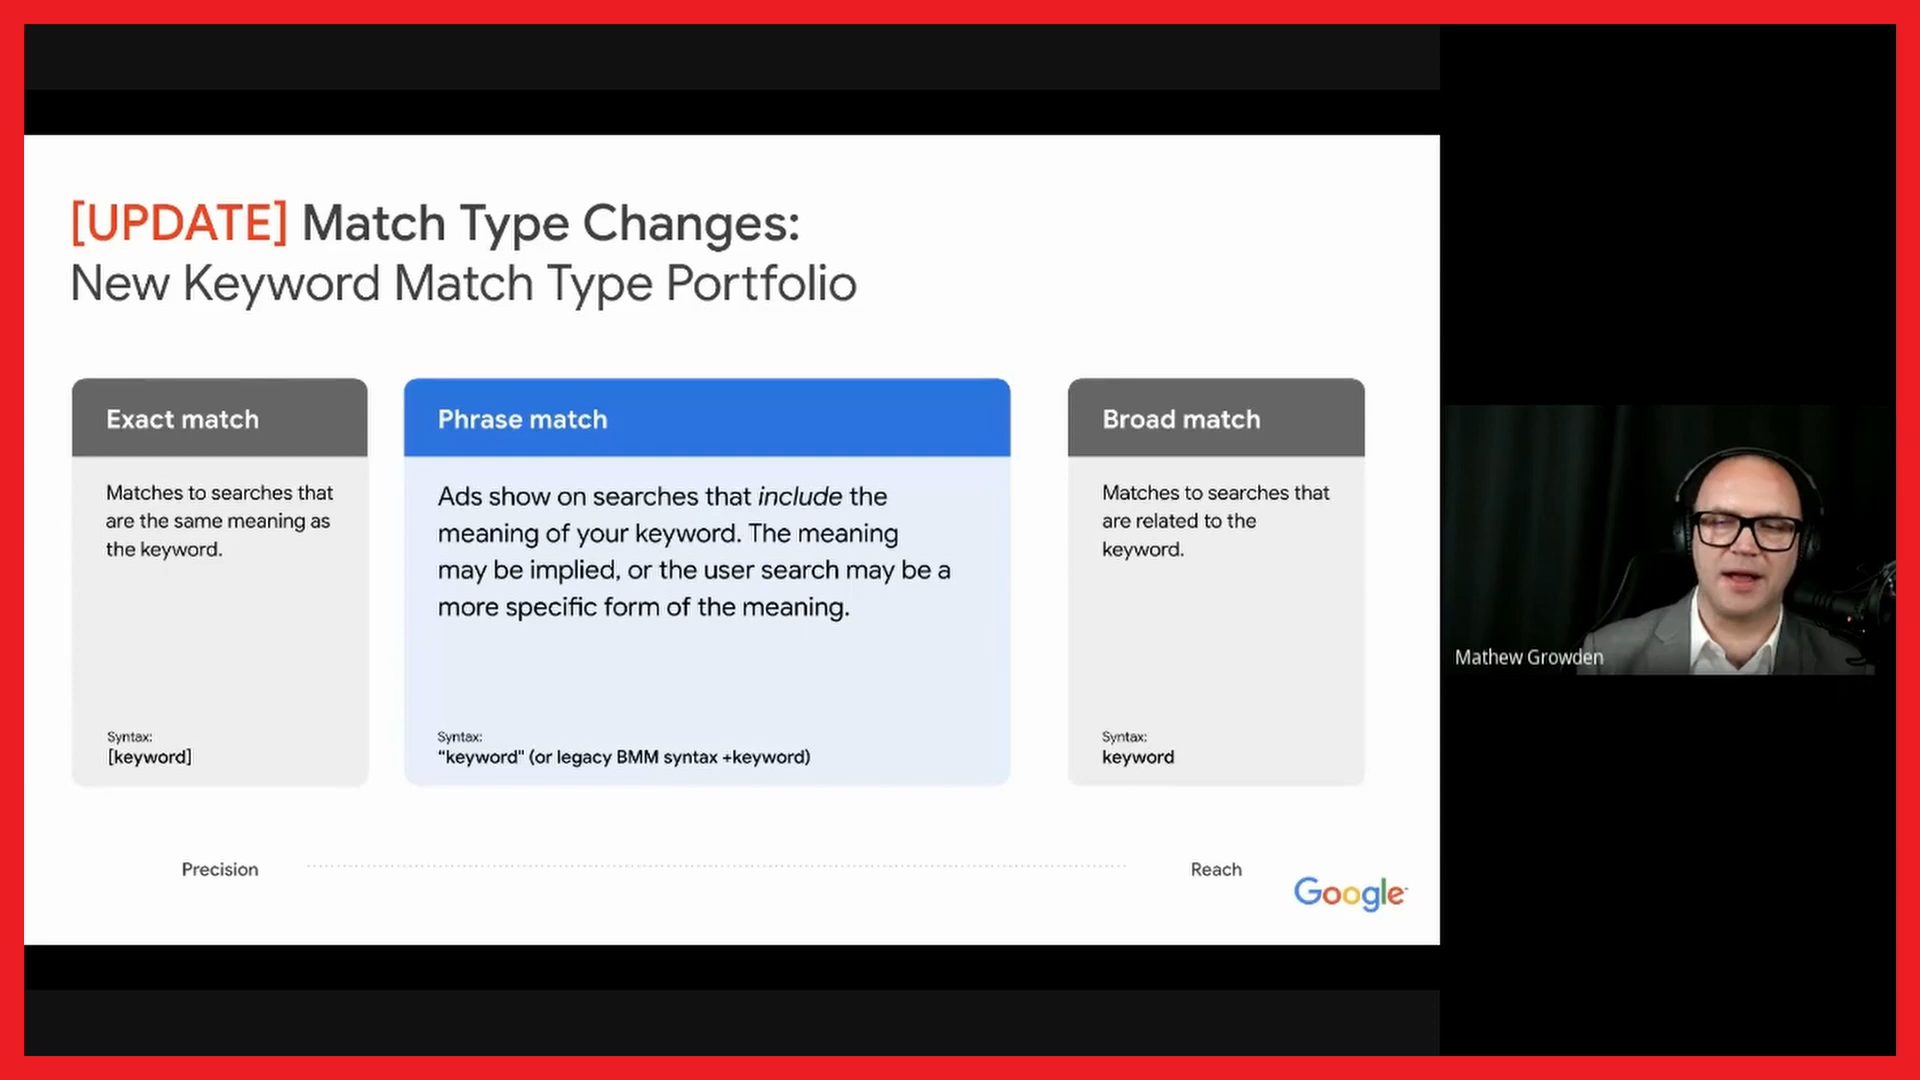 [UPDATE] Match Type Changes:
New Keyword Match Type Portfolio
Exact match
Matches to searches that
are the same meaning as
the keyword.
Syntax:
[keyword]
Phrase match
Ads show on searches that include the
meaning of your keyword. The meaning
may be implied, or the user search may be a
more specific form of the meaning.
Syntax:
“keyword" (or legacy BMM syntax +keyword)
Broad match
Matches to searches that
are related to the
keyword.
Syntax:
keyword
Precision
Reach
Google
Mathew Growden